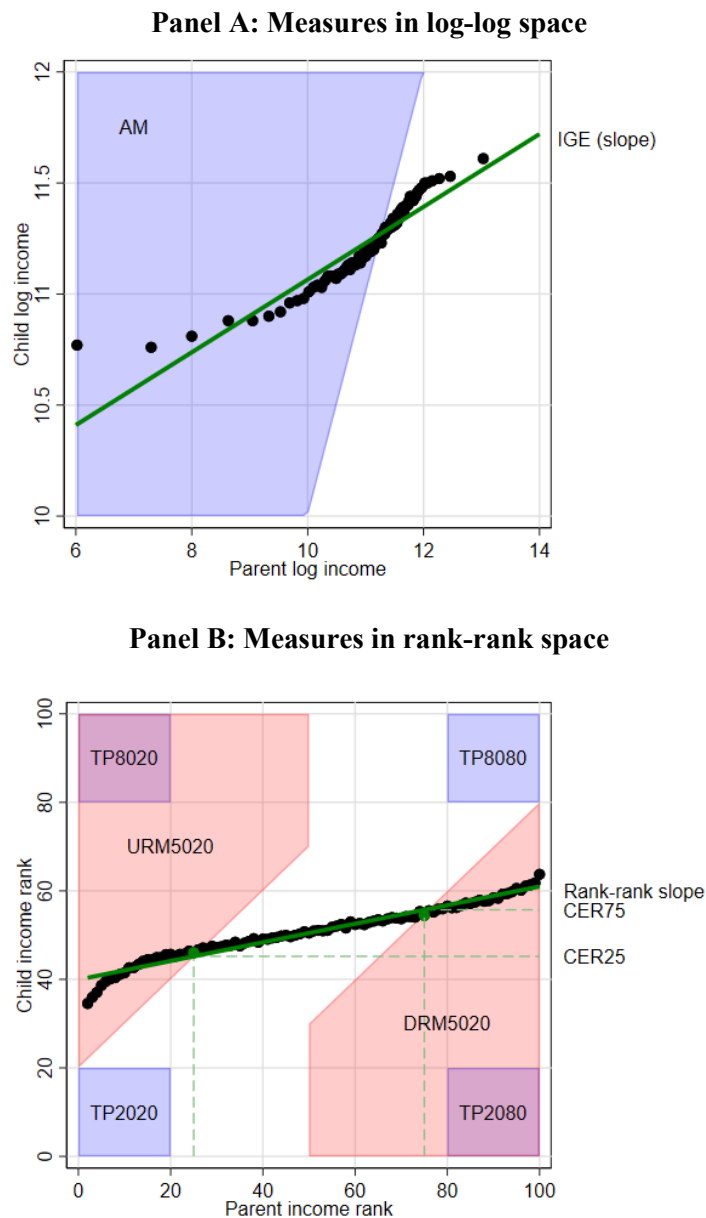 Panel A: Measures in log-log space
12
AM
IGE (slope)
11.5
11
10.5
10
Child log income
6 8 10 12 14
Parent log income
Panel B: Measures in rank-rank space
100
TP8020 TP8080
80
URM5020
60
Rank-rank slope
CER75
CER25
40
DRM5020
20
TP2020 TP2080
0
Child income rank
0 20 40 60 80 100
Parent income rank